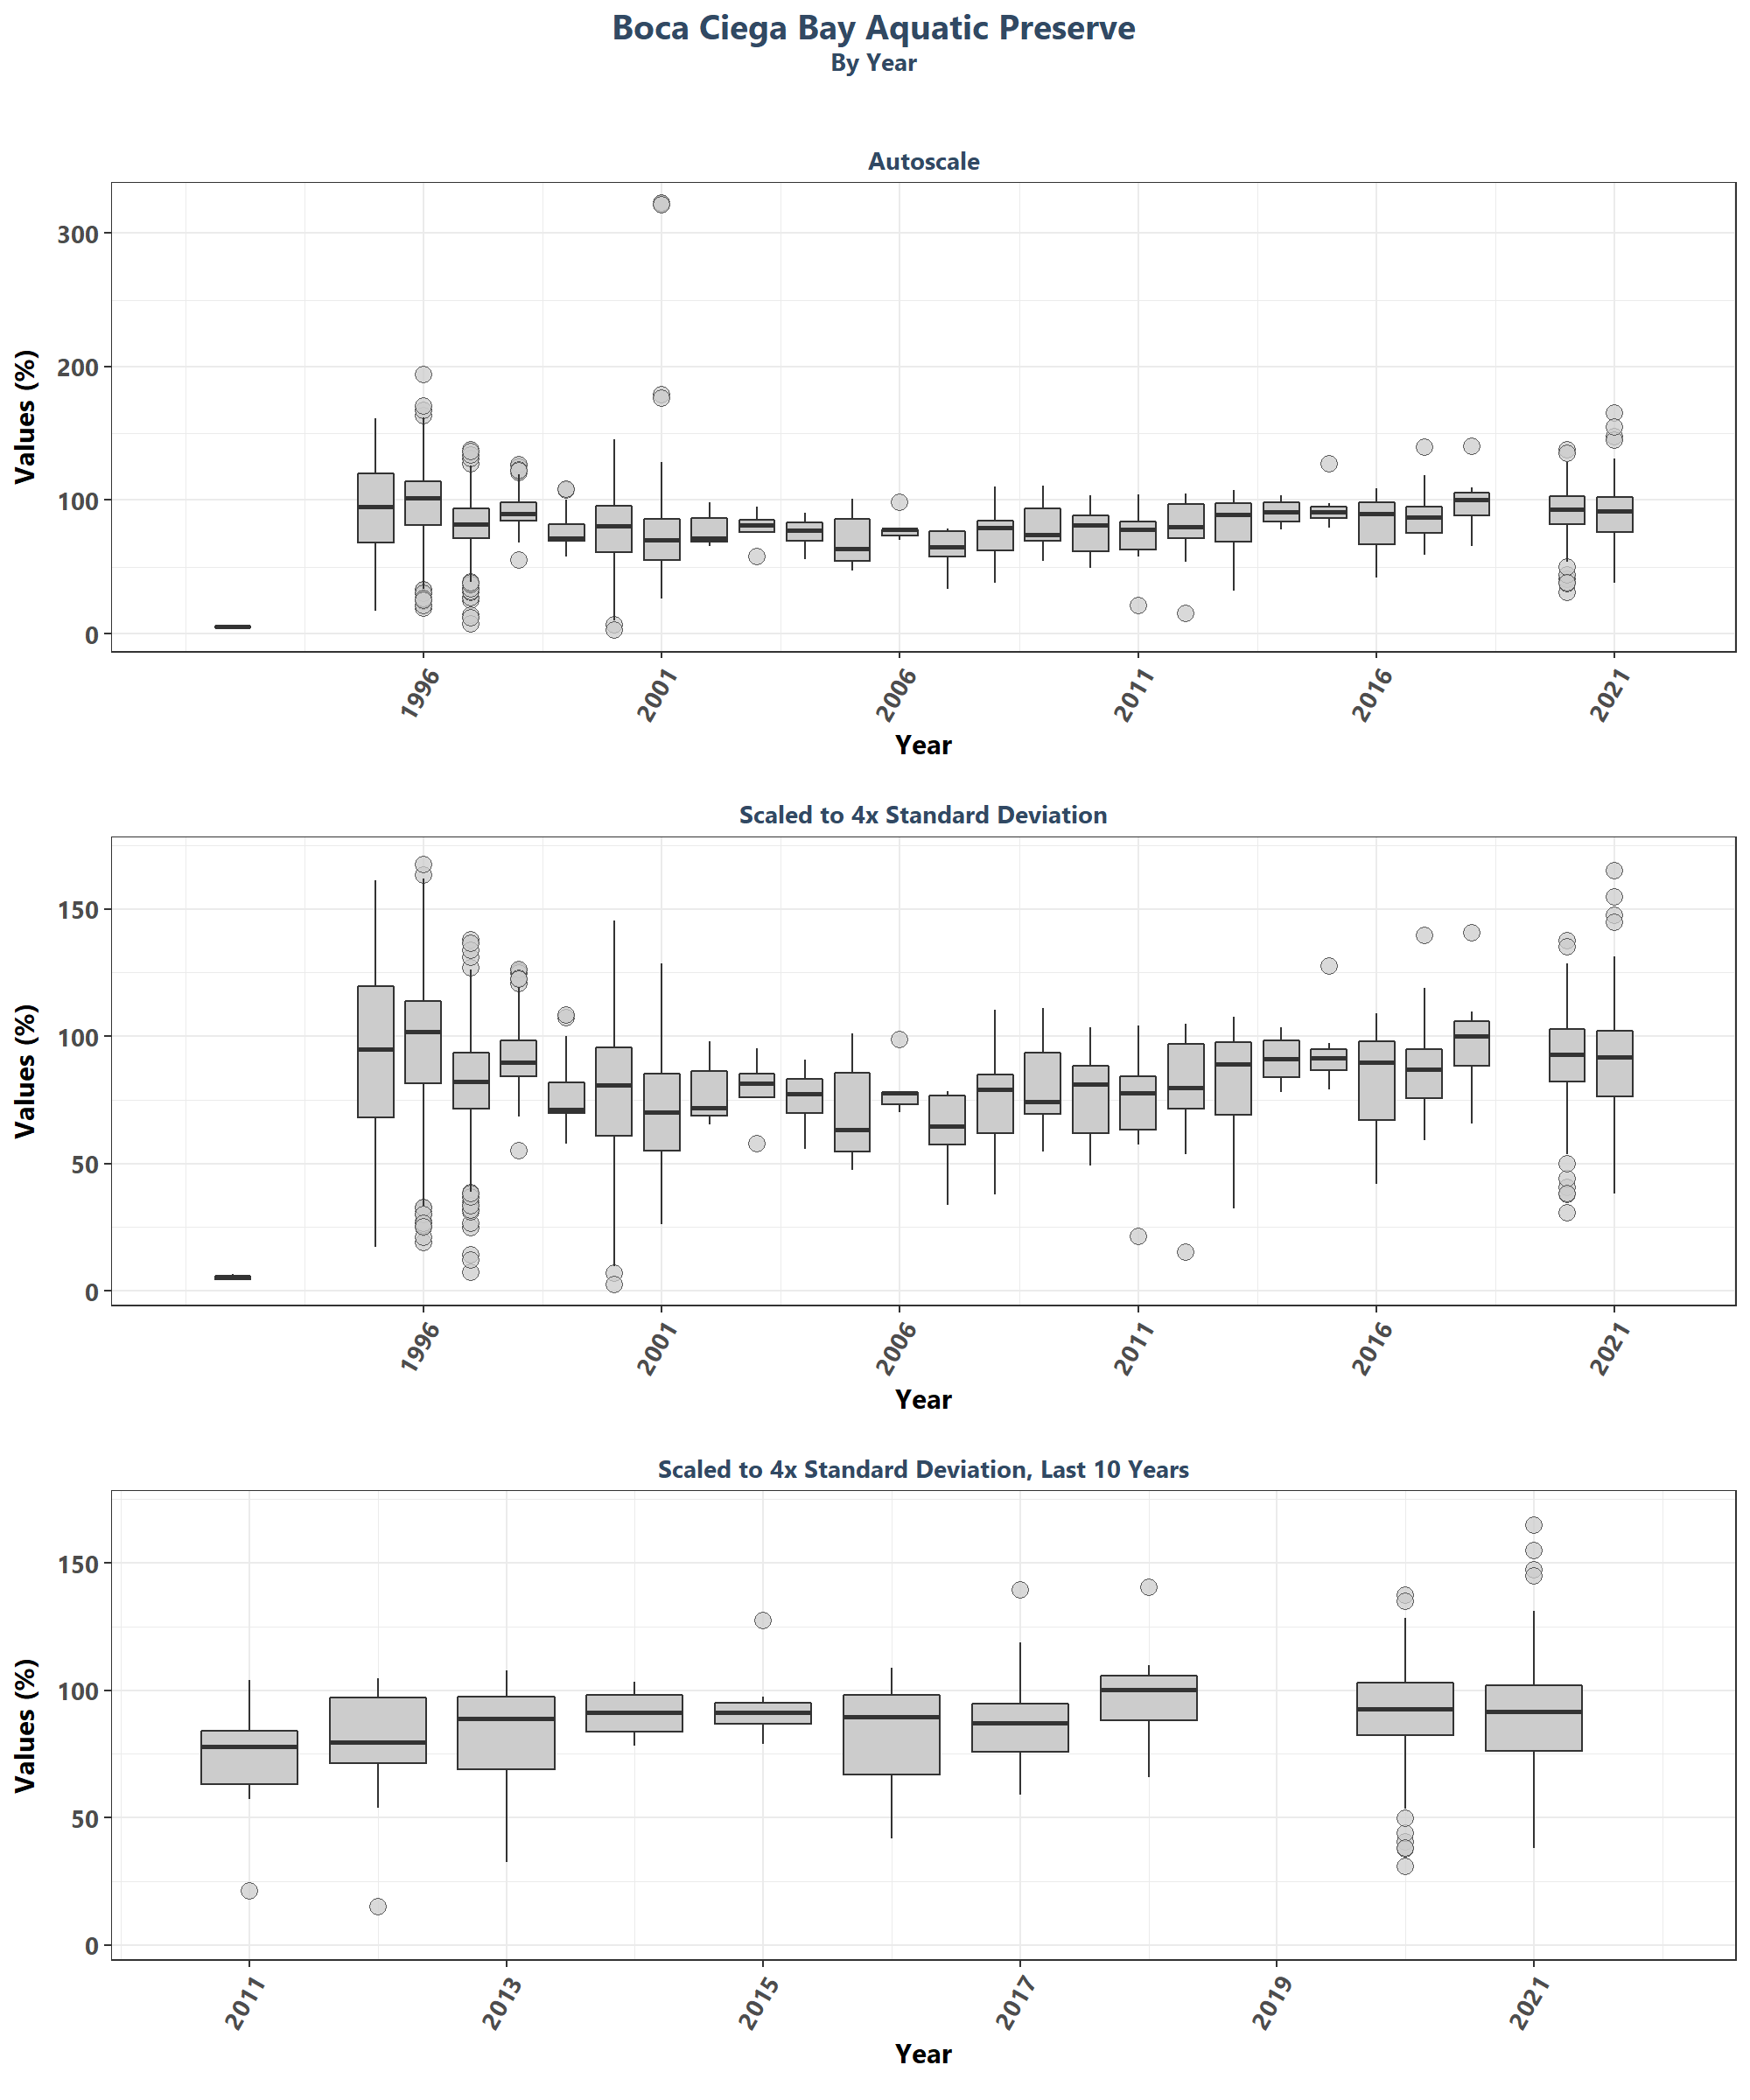 Boca Ciega Bay Aquatic Preserve
By Year
Autoscale
Values (%)
300
200
100
0
1996 2001 2006 2011 2016 2021
Year
Scaled to 4x Standard Deviation
Values (%)
150
100
50
0
1996 2001 2006 2011 2016 2021
Year
Scaled to 4x Standard Deviation, Last 10 Years
Values (%)
150
100
50
0
2011 2013 2015 2017 2019 2021
Year